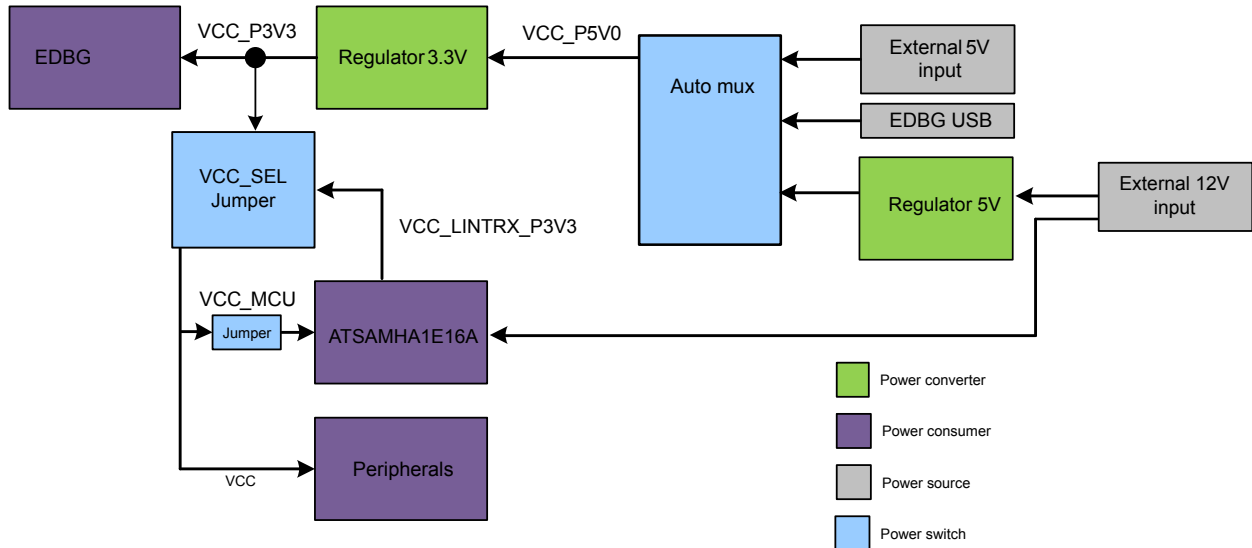 VCC_P3V3
VCC_P5V0
EDBG
Regulator 3.3V
Auto mux
External 5V
input
EDBG USB
VCC_SEL
Jumper
Regulator 5V
External 12V
input
VCC_LINTRX_P3V3
VCC_MCU
Jumper
ATSAMHA1E16A
Peripherals
VCC
Power converter
Power consumer
Power source
Power switch